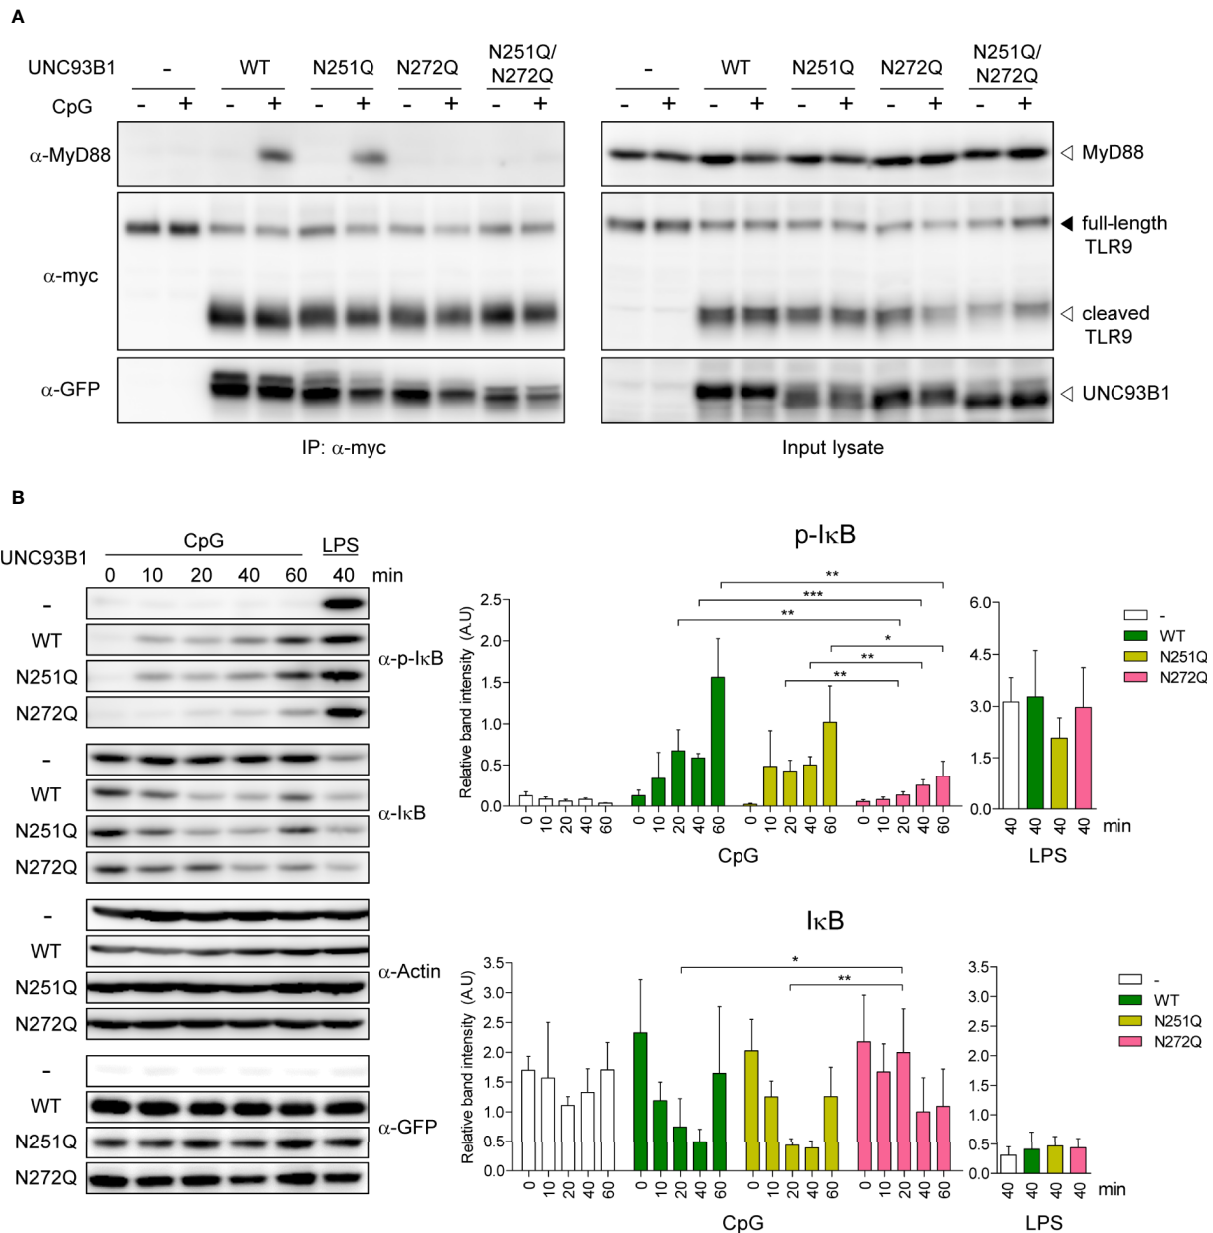 A
UNC93B1 - WT N251Q N272Q N251Q/ N272Q - WT N251Q N272Q N251Q/ N272Q
CpG - + - + - + - + - + - + - + - + - + - +
α-MyD88
MyD88
α-myc
full-length TLR9
cleaved TLR9
α-GFP
UNC93B1
IP: α-myc
Input lysate
B
UNC93B1 CpG LPS
0 10 20 40 60 40 min
-
WT
N251Q
N272Q
α-p-IκB
-
WT
N251Q
N272Q
α-IκB
-
WT
N251Q
N272Q
α-Actin
-
WT
N251Q
N272Q
α-GFP
p-IκB
Relative band intensity (A.U)
2.5
2.0
1.5
1.0
0.5
0.0
**
***
**
*
**
**
0 10 20 40 60 0 10 20 40 60 0 10 20 40 60 0 10 20 40 60
CpG
6.0
4.5
3.0
1.5
0.0
40 40 40 40 min
LPS
-
WT
N251Q
N272Q
IκB
Relative band intensity (A.U)
3.5
3.0
2.5
2.0
1.5
1.0
0.5
0.0
*
**
0 10 20 40 60 0 10 20 40 60 0 10 20 40 60 0 10 20 40 60
CpG
3.5
3.0
2.5
2.0
1.5
1.0
0.5
0.0
40 40 40 40 min
LPS
-
WT
N251Q
N272Q